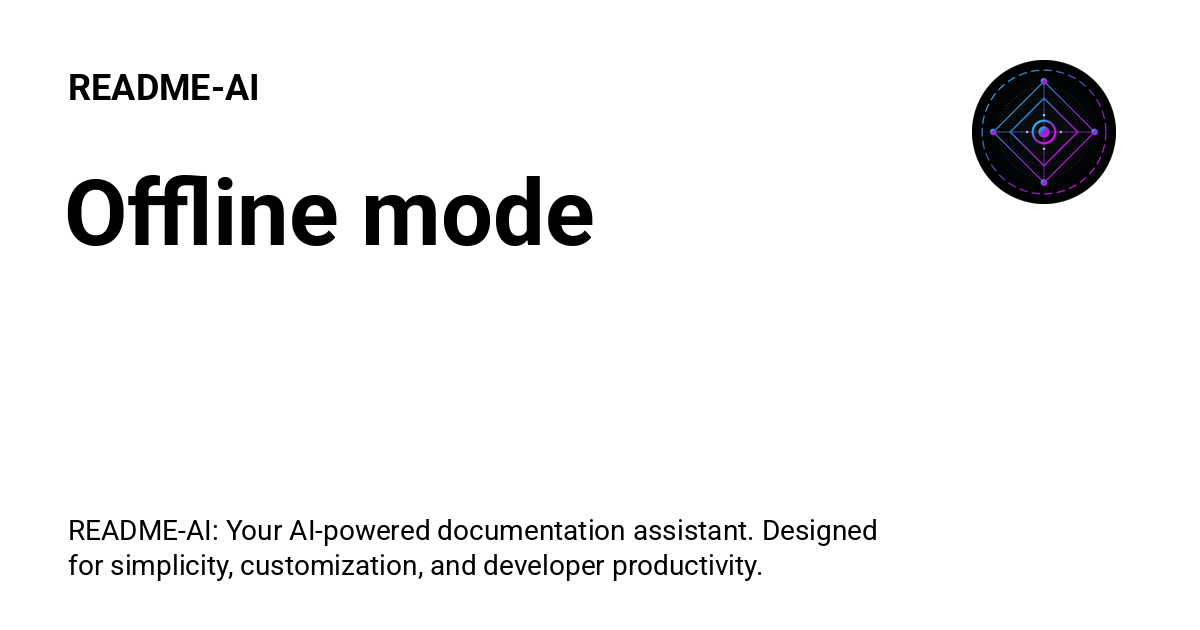 README-AI
Offline mode
README-AI: Your AI-powered documentation assistant. Designed
for simplicity, customization, and developer productivity.